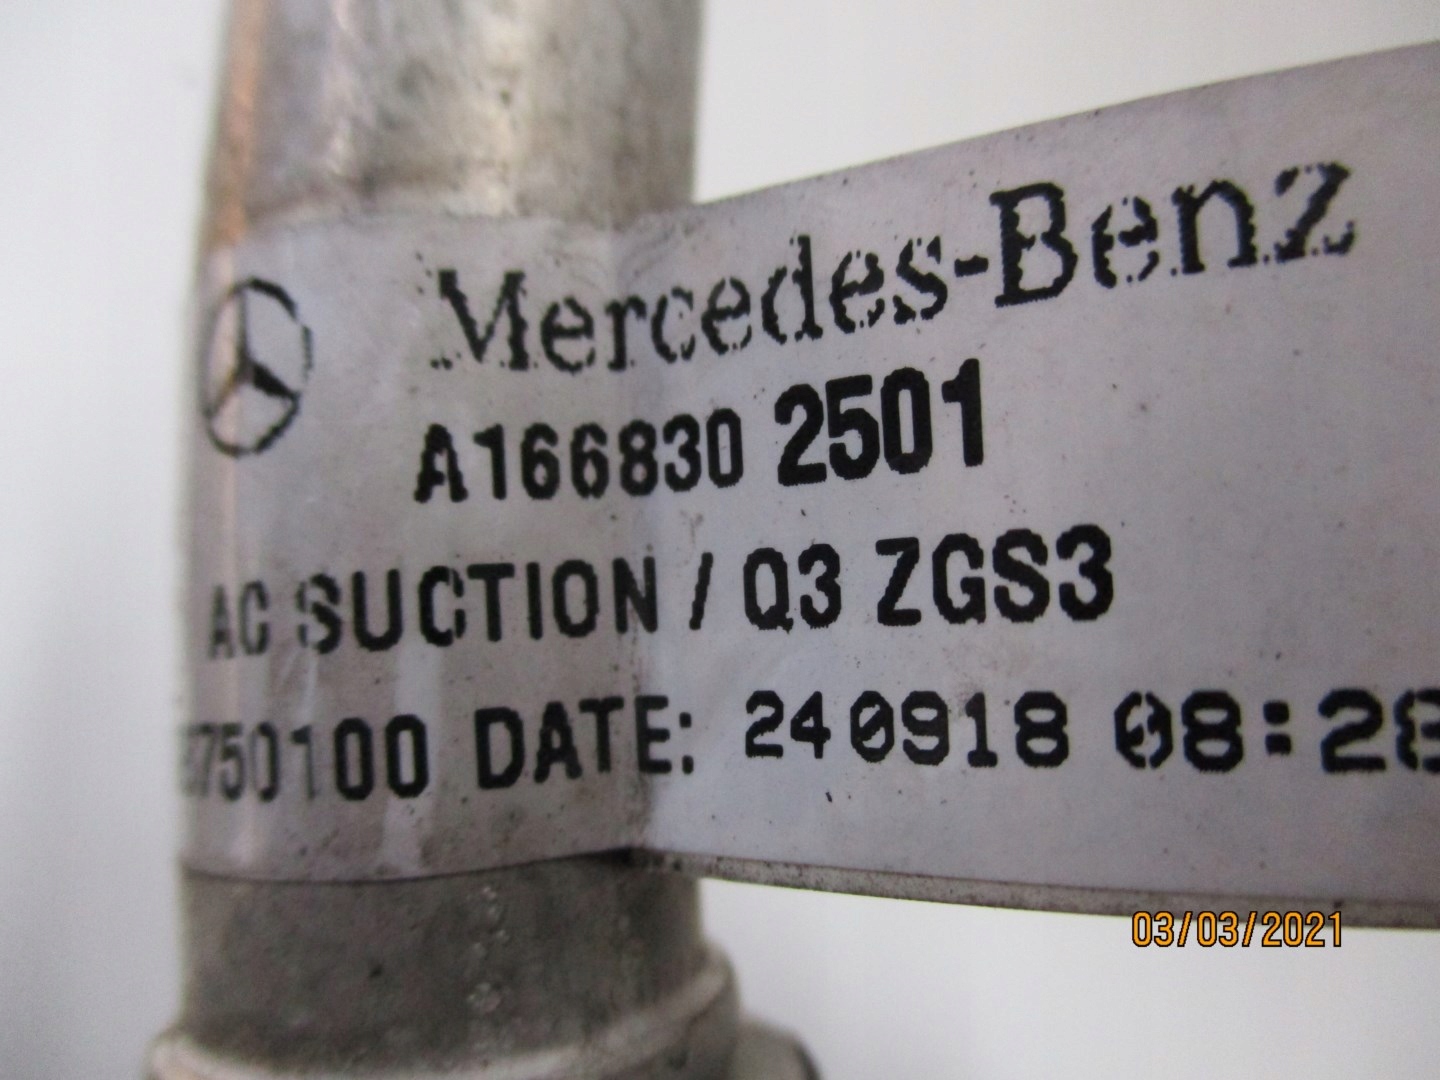 Mercedes-Benz
A166830 2501
AC SUCTION / Q3 ZGS3
750100 DATE: 240918 08:28
03/03/2021